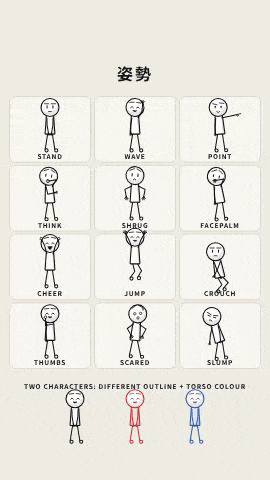 姿勢
STAND
WAVE
POINT
THINK
SHRUG
FACEPALM
CHEER
JUMP
CROUCH
THUMBS
SCARED
SLUMP
TWO CHARACTERS: DIFFERENT OUTLINE + TORSO COLOUR